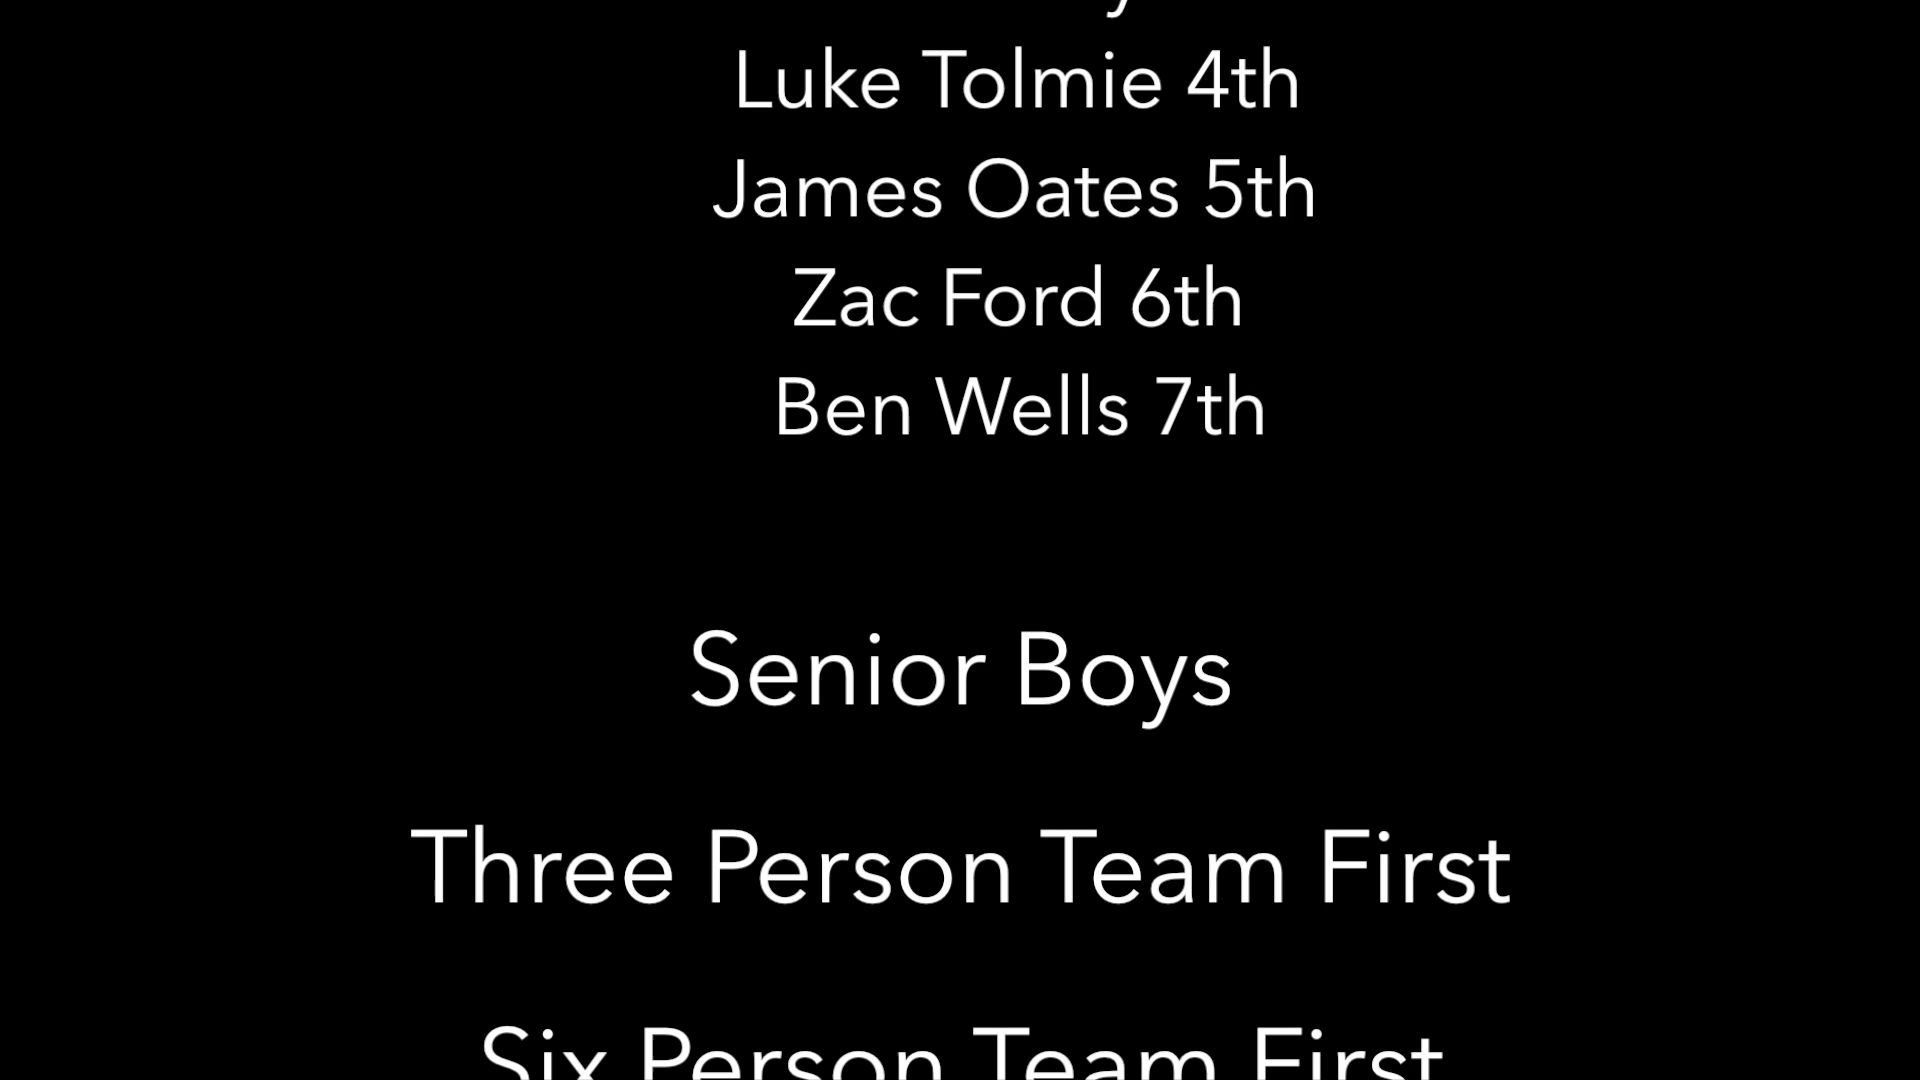 Luke Tolmie 4th
James Oates 5th
Zac Ford 6th
Ben Wells 7th
Senior Boys
Three Person Team First
Six Person Team First